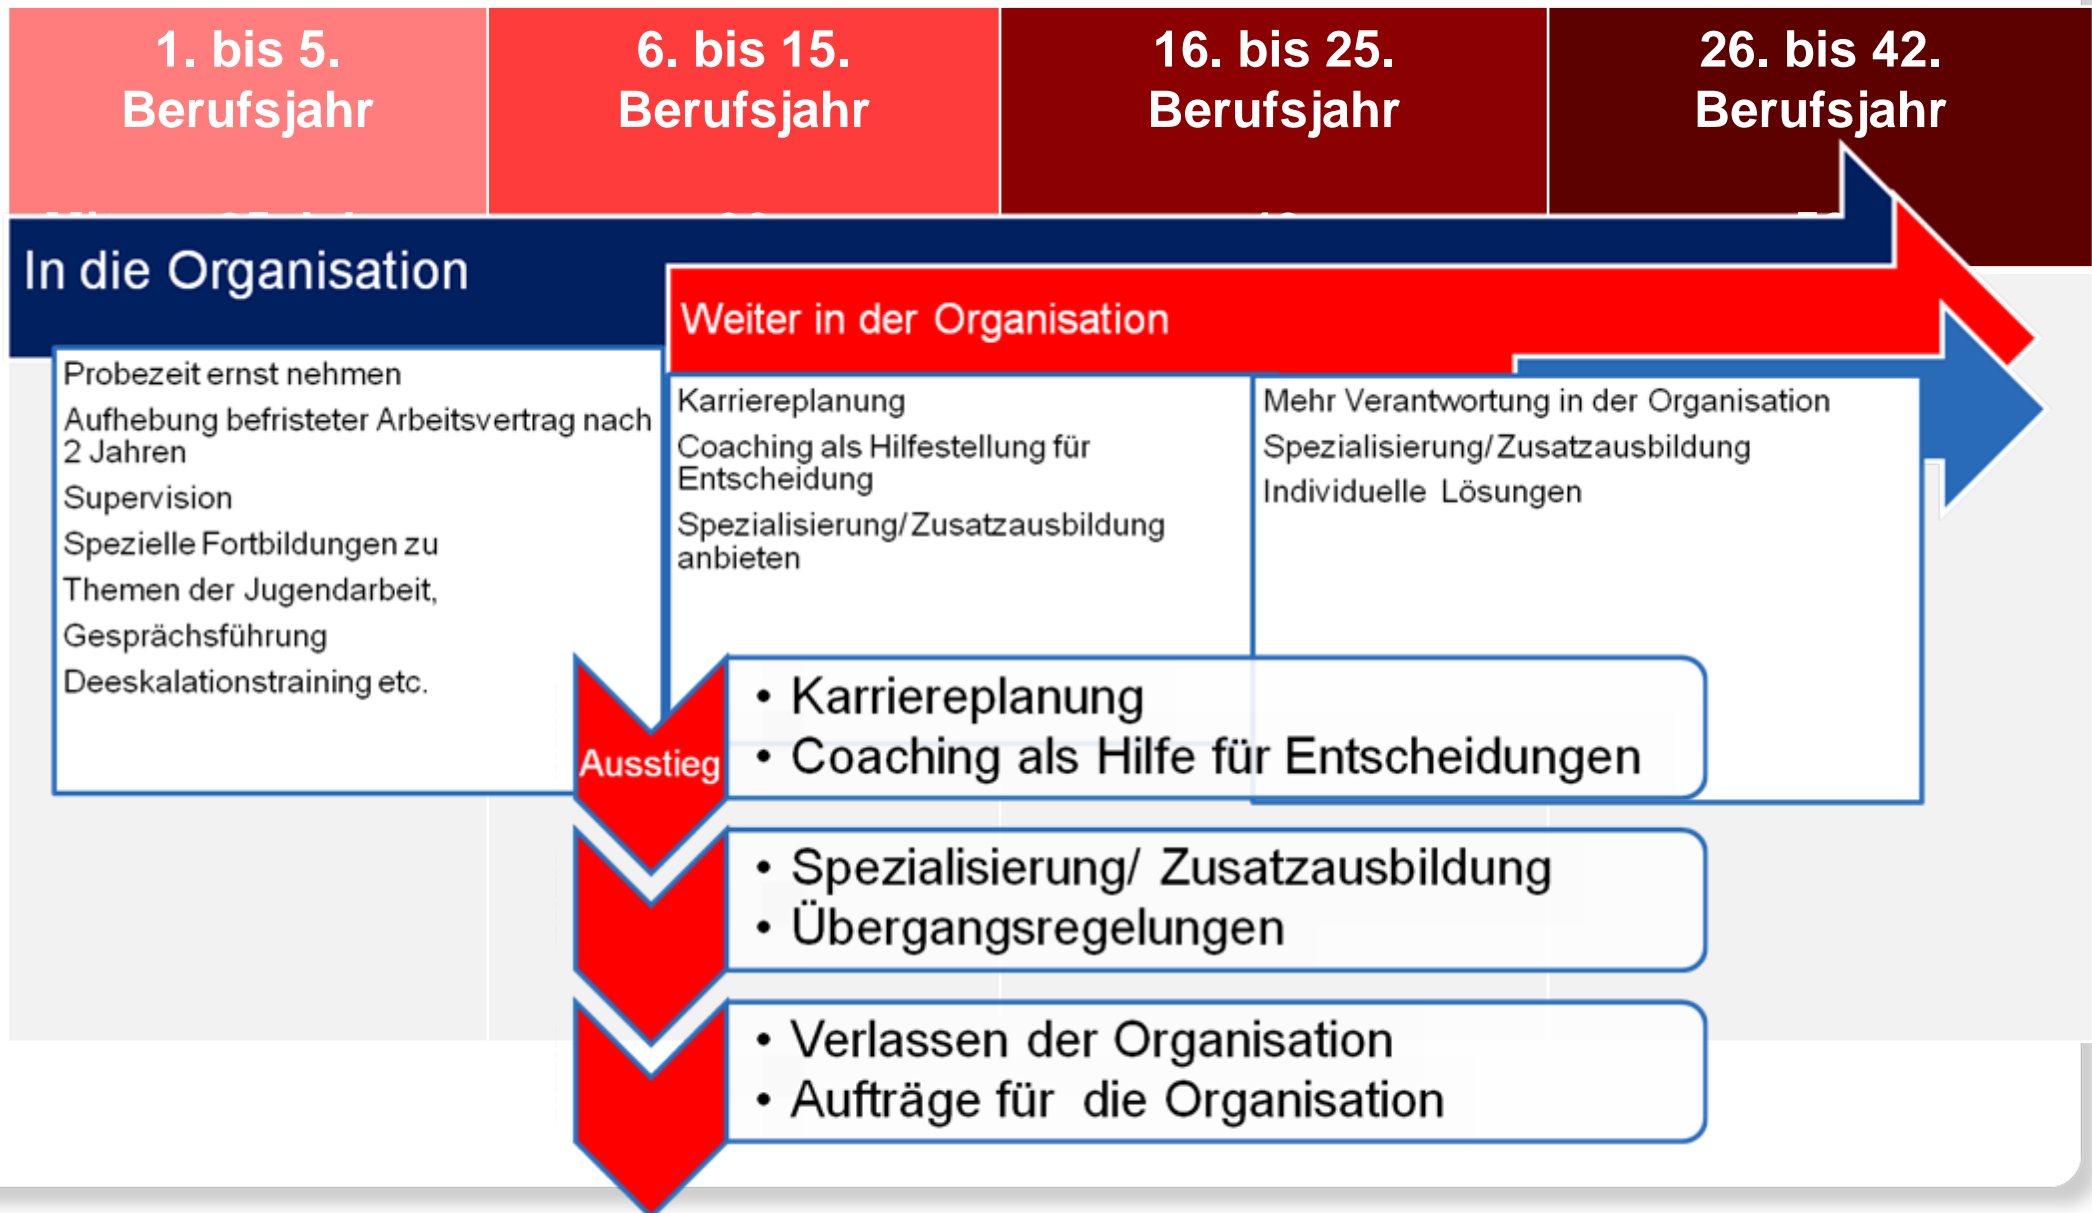 1. bis 5.
Berufsjahr
6. bis 15.
Berufsjahr
16. bis 25.
Berufsjahr
26. bis 42.
Berufsjahr
In die Organisation
Weiter in der Organisation
Probezeit ernst nehmen
Aufhebung befristeter Arbeitsvertrag nach
2 Jahren
Supervision
Spezielle Fortbildungen zu
Themen der Jugendarbeit,
Gesprächsführung
Deeskalationstraining etc.
Karriereplanung
Coaching als Hilfestellung für
Entscheidung
Spezialisierung/Zusatzausbildung
anbieten
Mehr Verantwortung in der Organisation
Spezialisierung/Zusatzausbildung
Individuelle Lösungen
Ausstieg
• Karriereplanung
• Coaching als Hilfe für Entscheidungen
• Spezialisierung/ Zusatzausbildung
• Übergangsregelungen
• Verlassen der Organisation
• Aufträge für die Organisation